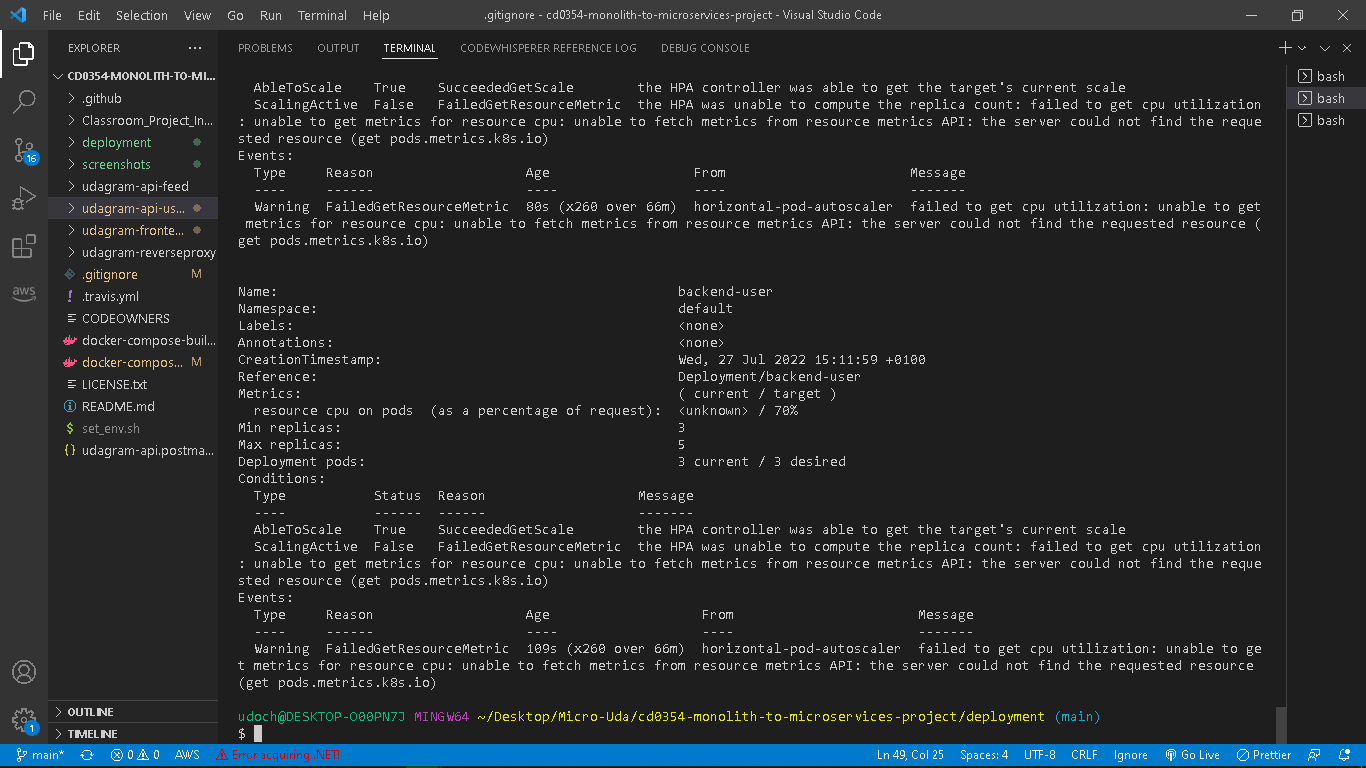 File Edit Selection View Go Run Terminal Help .gitignore - cd0354-monolith-to-microservices-project - Visual Studio Code
EXPLORER ...
CD0354-MONOLITH-TO-MI...
.github
Classroom_Project_In...
deployment
screenshots
udagram-api-feed
udagram-api-us...
udagram-fronte...
udagram-reverseproxy
.gitignore M
.travis.yml
CODEOWNERS
docker-compose-buil...
docker-compos... M
LICENSE.txt
README.md
set_env.sh
udagram-api.postma...
OUTLINE
TIMELINE
16
aws
1
PROBLEMS OUTPUT TERMINAL CODEWHISPERER REFERENCE LOG DEBUG CONSOLE
AbleToScale True SucceededGetScale the HPA controller was able to get the target's current scale
ScalingActive False FailedGetResourceMetric the HPA was unable to compute the replica count: failed to get cpu utilization
: unable to get metrics for resource cpu: unable to fetch metrics from resource metrics API: the server could not find the reque
sted resource (get pods.metrics.k8s.io)
Events:
Type Reason Age From Message
---- ------ ---- ---- -------
Warning FailedGetResourceMetric 80s (x260 over 66m) horizontal-pod-autoscaler failed to get cpu utilization: unable to get
metrics for resource cpu: unable to fetch metrics from resource metrics API: the server could not find the requested resource (
get pods.metrics.k8s.io)
Name: backend-user
Namespace: default
Labels: <none>
Annotations: <none>
CreationTimestamp: Wed, 27 Jul 2022 15:11:59 +0100
Reference: Deployment/backend-user
Metrics: ( current / target )
resource cpu on pods (as a percentage of request): <unknown> / 70%
Min replicas: 3
Max replicas: 5
Deployment pods: 3 current / 3 desired
Conditions:
Type Status Reason Message
---- ------ ------ -------
AbleToScale True SucceededGetScale the HPA controller was able to get the target's current scale
ScalingActive False FailedGetResourceMetric the HPA was unable to compute the replica count: failed to get cpu utilization
: unable to get metrics for resource cpu: unable to fetch metrics from resource metrics API: the server could not find the reque
sted resource (get pods.metrics.k8s.io)
Events:
Type Reason Age From Message
---- ------ ---- ---- -------
Warning FailedGetResourceMetric 109s (x260 over 66m) horizontal-pod-autoscaler failed to get cpu utilization: unable to ge
t metrics for resource cpu: unable to fetch metrics from resource metrics API: the server could not find the requested resource
(get pods.metrics.k8s.io)
udoch@DESKTOP-O00PN7J MINGW64 ~/Desktop/Micro-Uda/cd0354-monolith-to-microservices-project/deployment (main)
$
bash
bash
bash
main* 0 0 AWS Error acquiring .NET! Ln 49, Col 25 Spaces: 4 UTF-8 CRLF Ignore Go Live Prettier